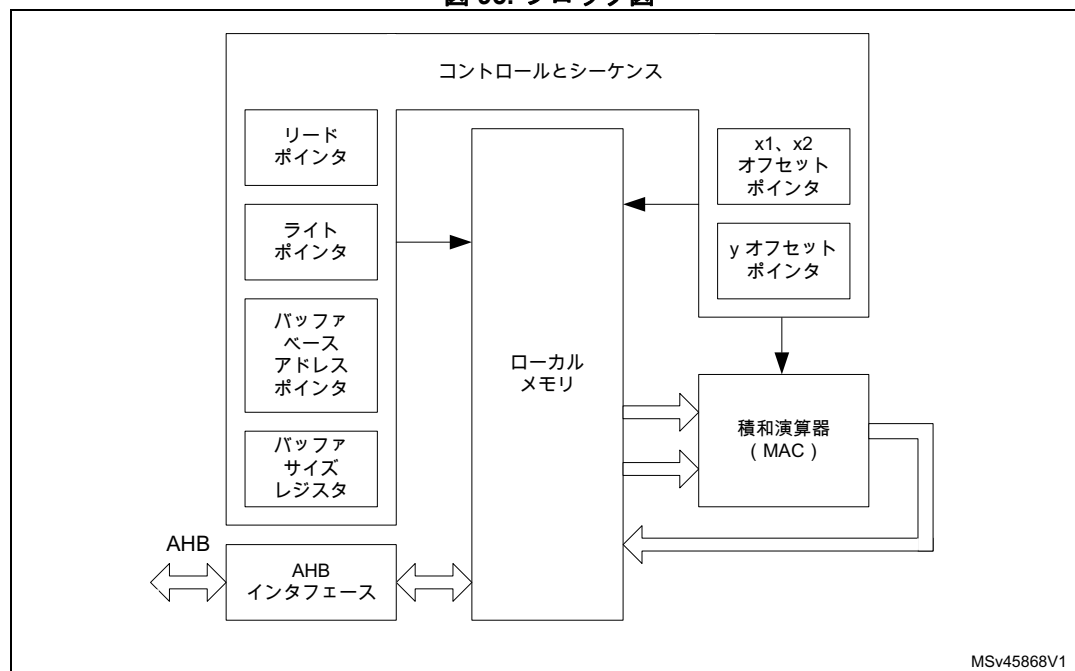 コントロールとシーケンス
リード
ポインタ
ライト
ポインタ
バッファ
ベース
アドレス
ポインタ
バッファ
サイズ
レジスタ
x1、x2
オフセット
ポインタ
y オフセット
ポインタ
ローカル
メモリ
積和演算器
（MAC）
AHB
AHB
インタフェース
MSv45868V1